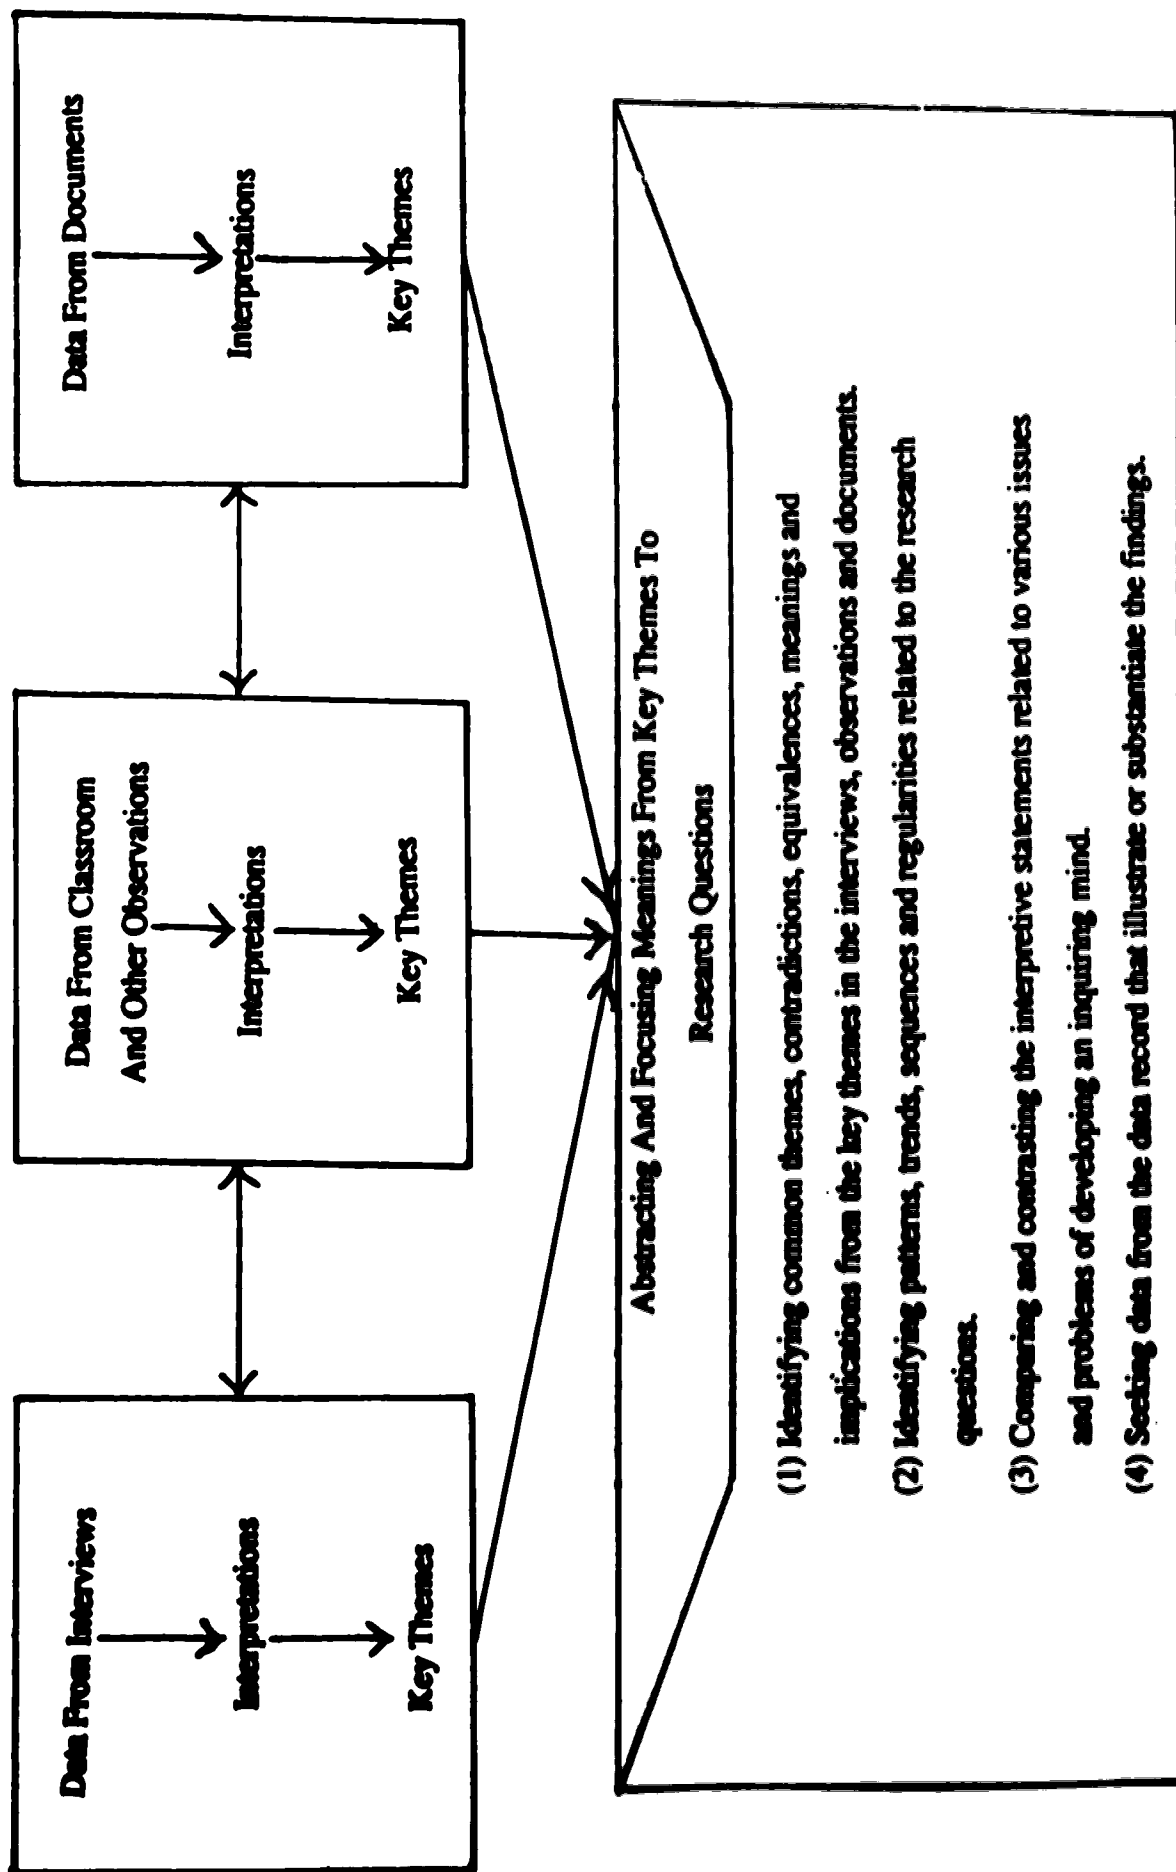 Data From Interviews
Interpretations
Key Themes
Data From Classroom
And Other Observations
Interpretations
Key Themes
Data From Documents
Interpretations
Key Themes
Abstracting And Focusing Meanings From Key Themes To
Research Questions
(1) Identifying common themes, contradictions, equivalences, meanings and
implications from the key themes in the interviews, observations and documents.
(2) Identifying patterns, trends, sequences and regularities related to the research
questions.
(3) Comparing and contrasting the interpretive statements related to various issues
and problems of developing an inquiring mind.
(4) Seeking data from the data record that illustrate or substantiate the findings.